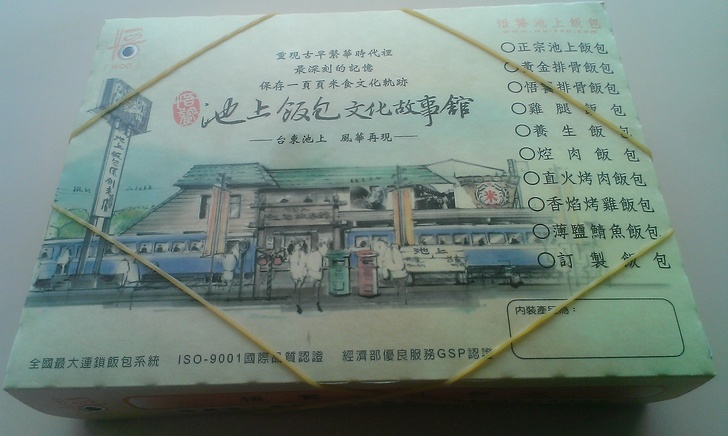 悟
WOOZ
重現古早繁華時代裡
最深刻的記憶
保存一頁頁米食文化軌跡
悟饕 池上飯包 文化故事館
台東池上 風華再現
悟饕池上飯包
○正宗池上飯包
○黃金排骨飯包
○悟饕排骨飯包
○雞腿飯包
○養生飯包
○焢肉飯包
○直火烤肉飯包
○香焰烤雞飯包
○薄鹽鯖魚飯包
○訂製飯包
米
池上
內裝產品為:
全國最大連鎖飯包系統 ISO-9001國際品質認證 經濟部優良服務GSP認證